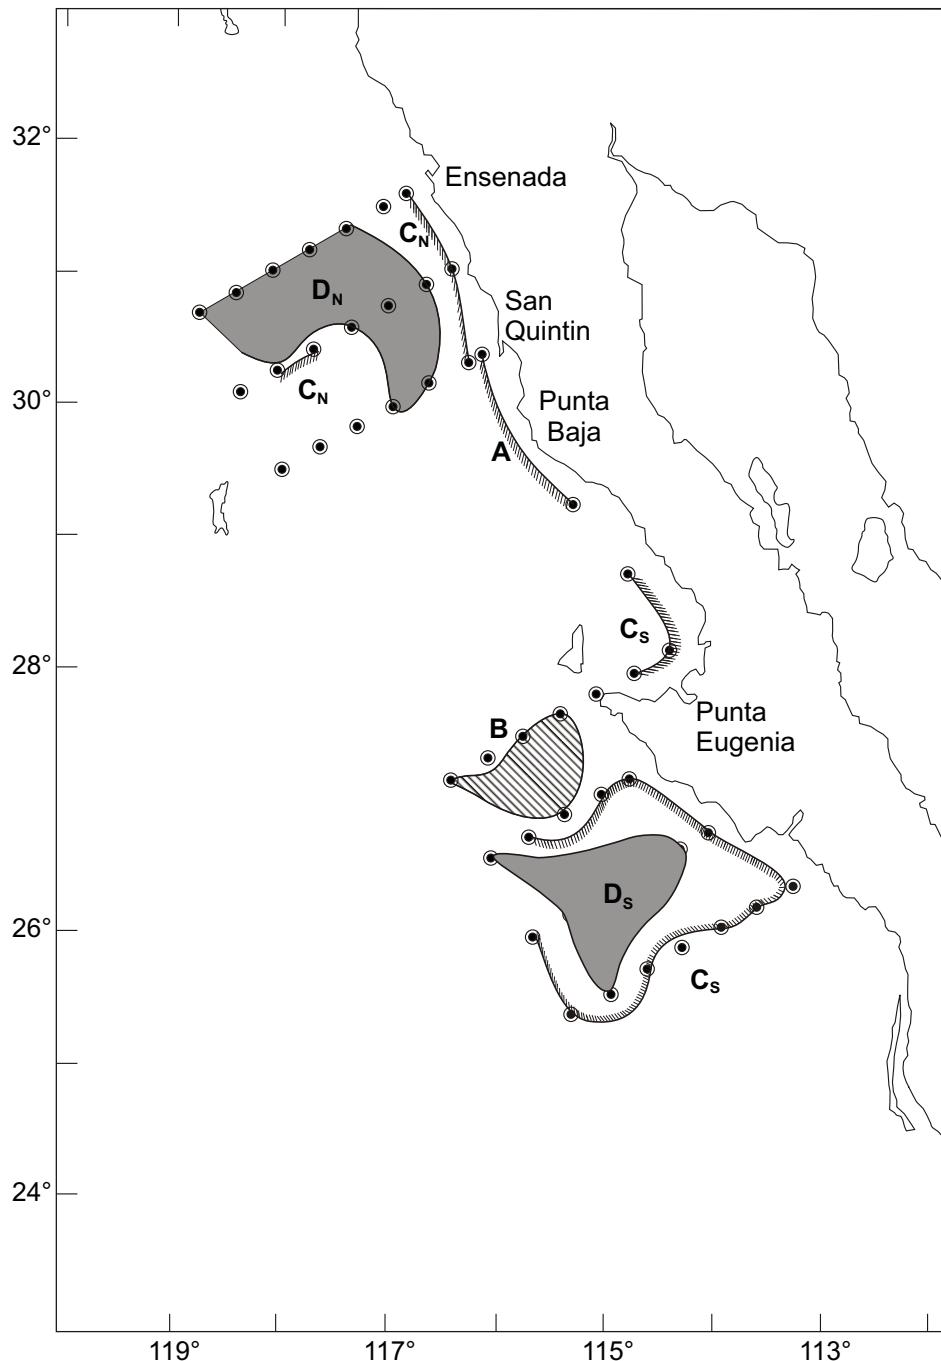 32°
Ensenada
C_N
D_N
San
Quintin
30°
C_N
Punta
Baja
A
C_S
28°
B
Punta
Eugenia
D_S
26°
C_S
24°
119°
117°
115°
113°